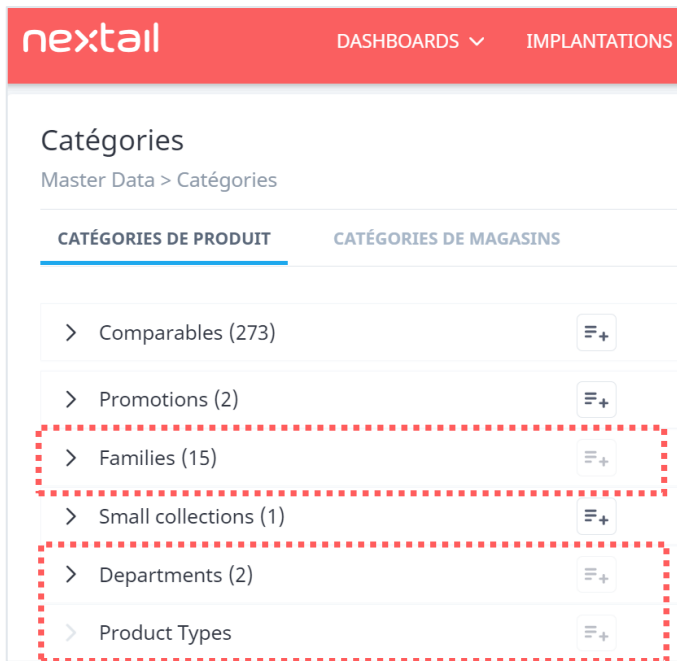 nextail
DASHBOARDS IMPLANTATIONS
Catégories
Master Data > Catégories
CATÉGORIES DE PRODUIT CATÉGORIES DE MAGASINS
Comparables (273)
Promotions (2)
Families (15)
Small collections (1)
Departments (2)
Product Types